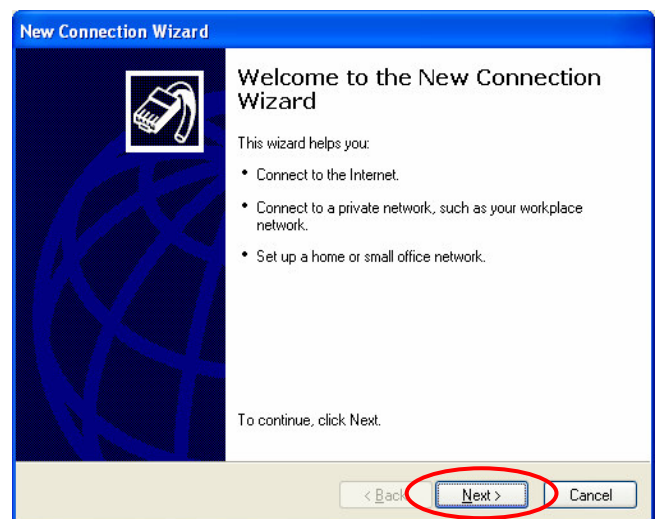 New Connection Wizard
Welcome to the New Connection
Wizard
This wizard helps you:
• Connect to the Internet.
• Connect to a private network, such as your workplace
network.
• Set up a home or small office network.
To continue, click Next.
< Back
Next >
Cancel